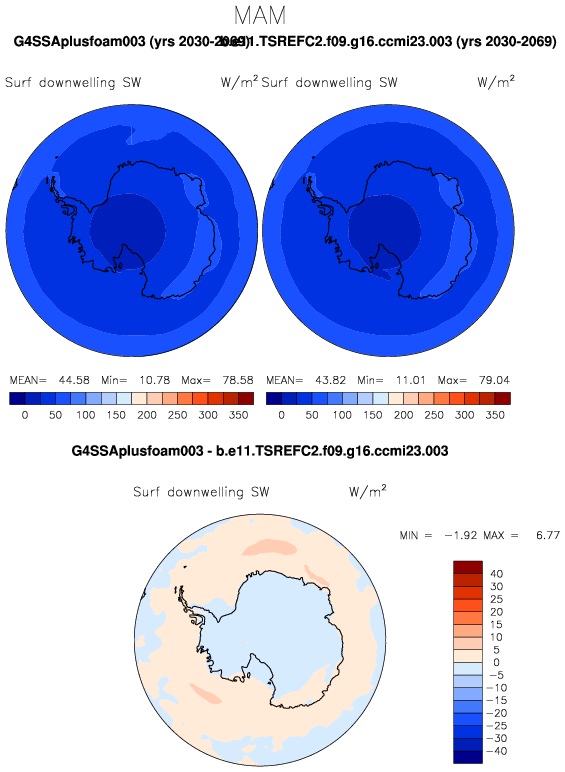 MAM
G4SSAplusfoam003 (yrs 2030-2069) b.e11.TSREFC2.f09.g16.ccmi23.003 (yrs 2030-2069)
Surf downwelling SW W/m² Surf downwelling SW W/m²
MEAN= 44.58 Min= 10.78 Max= 78.58 MEAN= 43.82 Min= 11.01 Max= 79.04
0 50 100 150 200 250 300 350 0 50 100 150 200 250 300 350
G4SSAplusfoam003 - b.e11.TSREFC2.f09.g16.ccmi23.003
Surf downwelling SW W/m²
MIN = −1.92 MAX = 6.77
40
30
25
20
15
10
5
0
−5
−10
−15
−20
−25
−30
−40